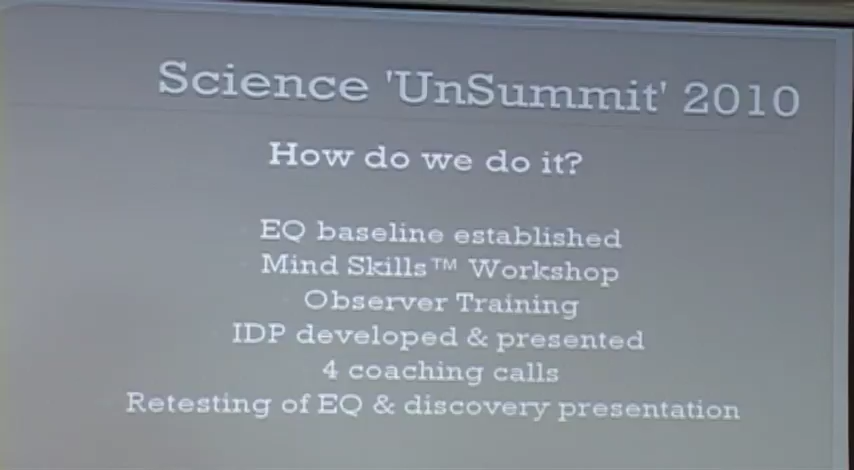 Science 'UnSummit' 2010
How do we do it?
EQ baseline established
Mind Skills™ Workshop
Observer Training
IDP developed & presented
4 coaching calls
Retesting of EQ & discovery presentation